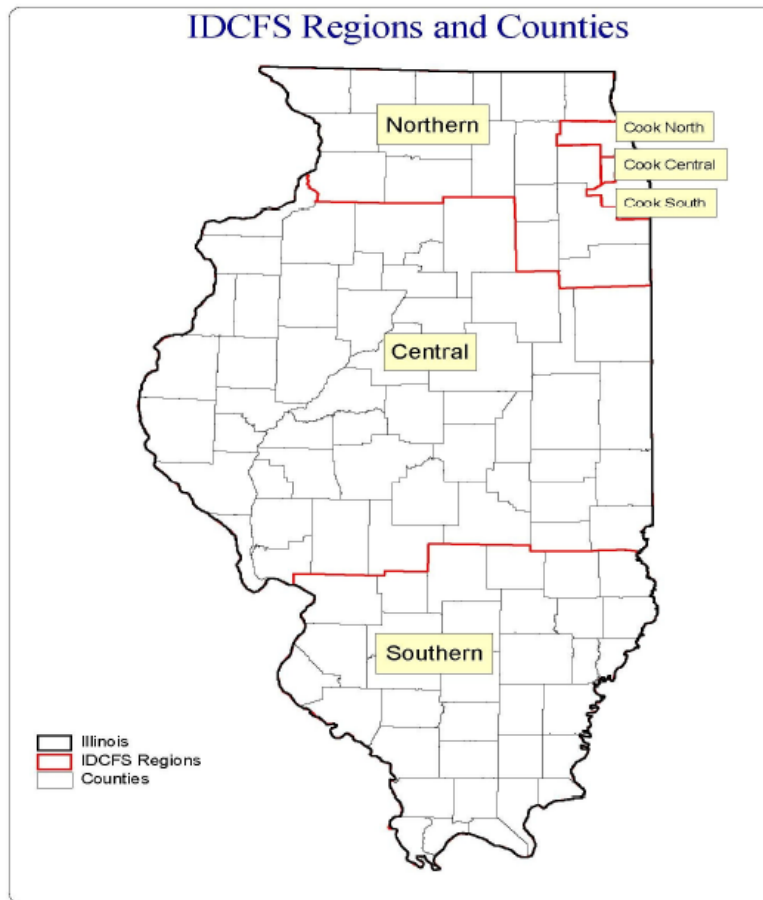 IDCFS Regions and Counties
Northern
Cook North
Cook Central
Cook South
Central
Southern
Illinois
IDCFS Regions
Counties